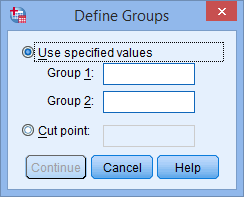 Define Groups
Use specified values
Group 1:
Group 2:
Cut point:
Continue Cancel Help